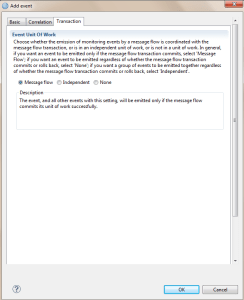 Add event
Basic Correlation Transaction
Event Unit Of Work
Choose whether the emission of monitoring events by a message flow is coordinated with the
message flow transaction, or is in an independent unit of work, or is not in a unit of work. In general,
if you want an event to be emitted only if the message flow transaction commits, select 'Message
Flow'; if you want an event to be emitted regardless of whether the message flow transaction
commits or rolls back, select 'None'; if you want a group of events to be emitted together regardless
of whether the message flow transaction commits or rolls back, select 'Independent'.
Message flow Independent None
Description
The event, and all other events with this setting, will be emitted only if the message flow
commits its unit of work successfully.
OK Cancel